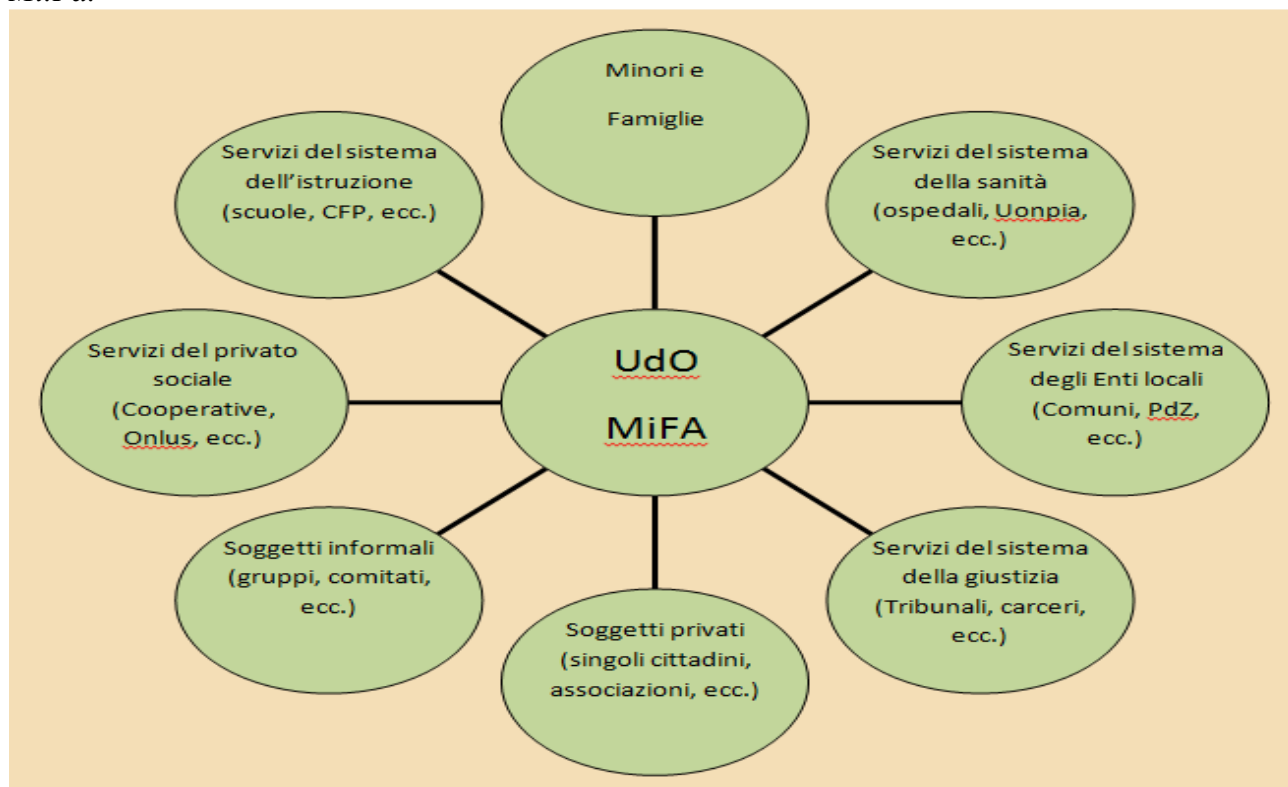 Minori e
Famiglie
Servizi del sistema
dell'istruzione
(scuole, CFP, ecc.)
Servizi del sistema
della sanità
(ospedali, Uonpia,
ecc.)
Servizi del privato
sociale
(Cooperative,
Onlus, ecc.)
UdO
MiFA
Servizi del sistema
degli Enti locali
(Comuni, PdZ,
ecc.)
Soggetti informali
(gruppi, comitati,
ecc.)
Soggetti privati
(singoli cittadini,
associazioni, ecc.)
Servizi del sistema
della giustizia
(Tribunali, carceri,
ecc.)